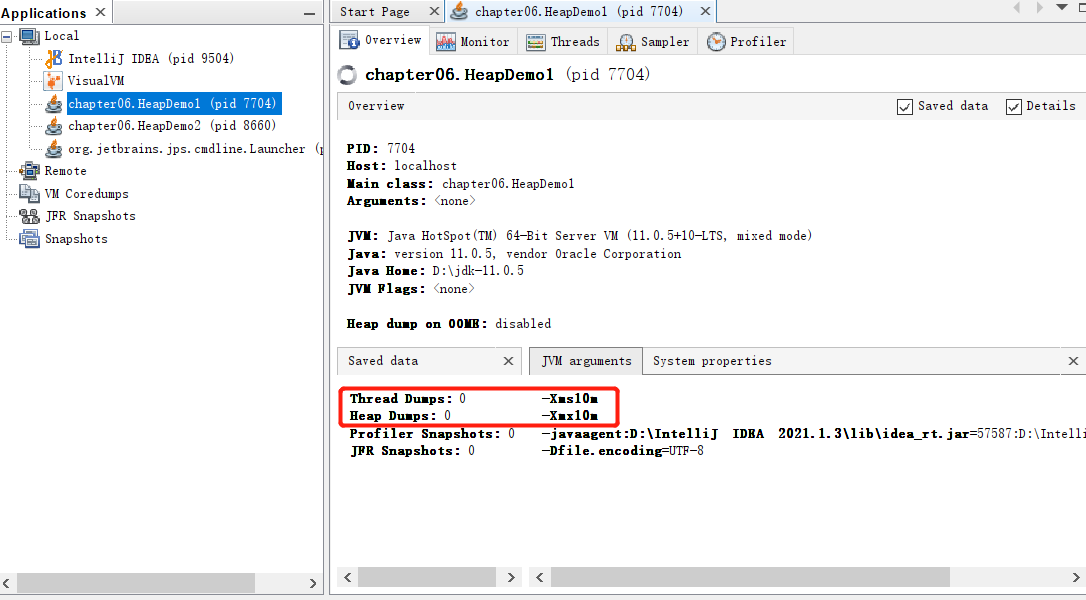 Applications
Start Page
chapter06.HeapDemo1 (pid 7704)
Local
IntelliJ IDEA (pid 9504)
VisualVM
chapter06.HeapDemo1 (pid 7704)
chapter06.HeapDemo2 (pid 8660)
org.jetbrains.jps.cmdline.Launcher (p
Remote
VM Coredumps
JFR Snapshots
Snapshots
Overview
Monitor
Threads
Sampler
Profiler
chapter06.HeapDemo1 (pid 7704)
Overview
Saved data
Details
PID: 7704
Host: localhost
Main class: chapter06.HeapDemo1
Arguments: <none>
JVM: Java HotSpot(TM) 64-Bit Server VM (11.0.5+10-LTS, mixed mode)
Java: version 11.0.5, vendor Oracle Corporation
Java Home: D:\jdk-11.0.5
JVM Flags: <none>
Heap dump on OOME: disabled
Saved data
JVM arguments
System properties
Thread Dumps: 0
Heap Dumps: 0
Profiler Snapshots: 0
JFR Snapshots: 0
-Xms10m
-Xmx10m
-javaagent:D:\IntelliJ IDEA 2021.1.3\lib\idea_rt.jar=57587:D:\Intelli
-Dfile.encoding=UTF-8